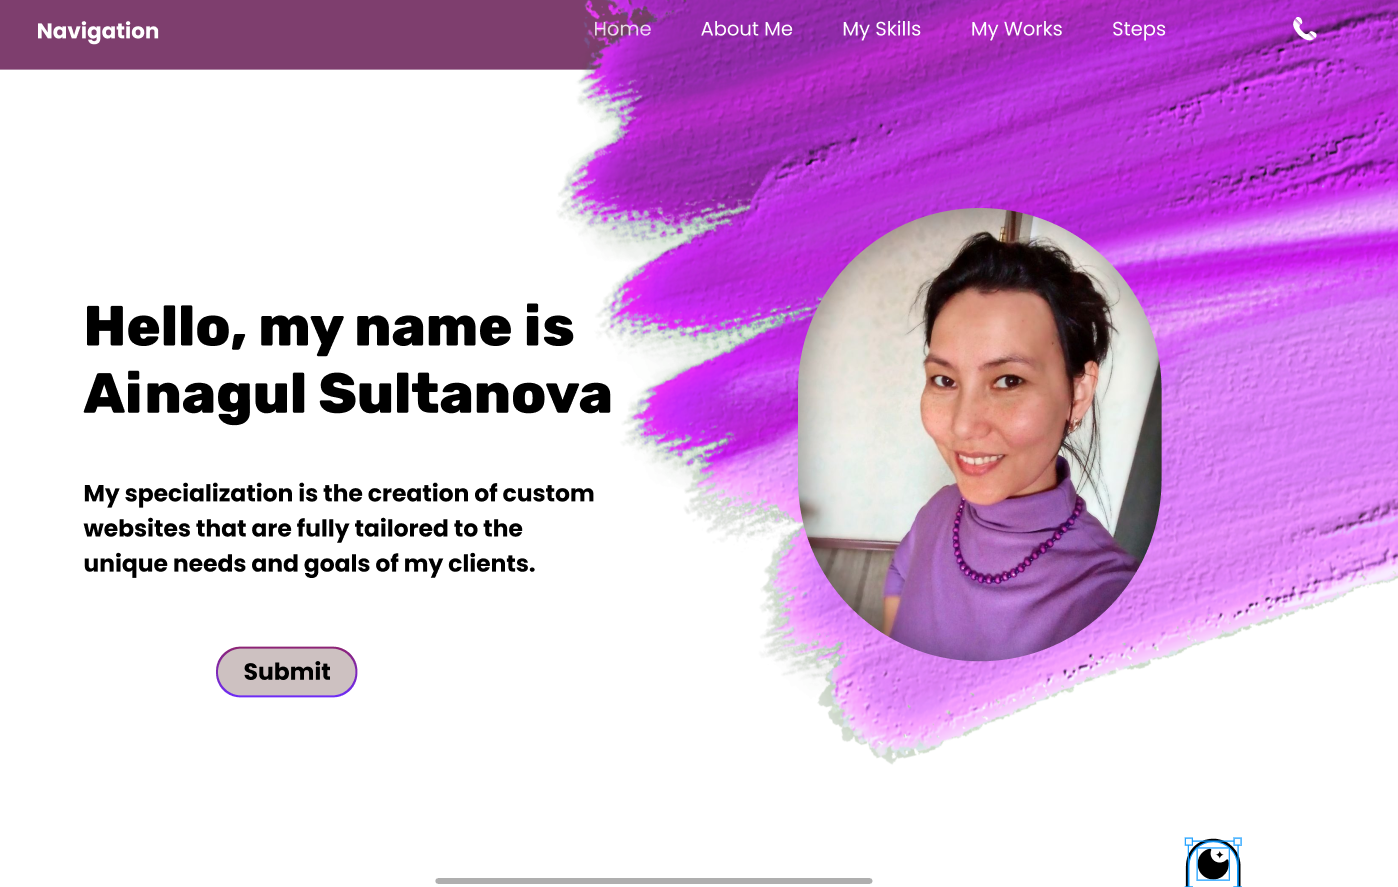 Navigation
Home
About Me
My Skills
My Works
Steps
Hello, my name is
Ainagul Sultanova
My specialization is the creation of custom
websites that are fully tailored to the
unique needs and goals of my clients.
Submit